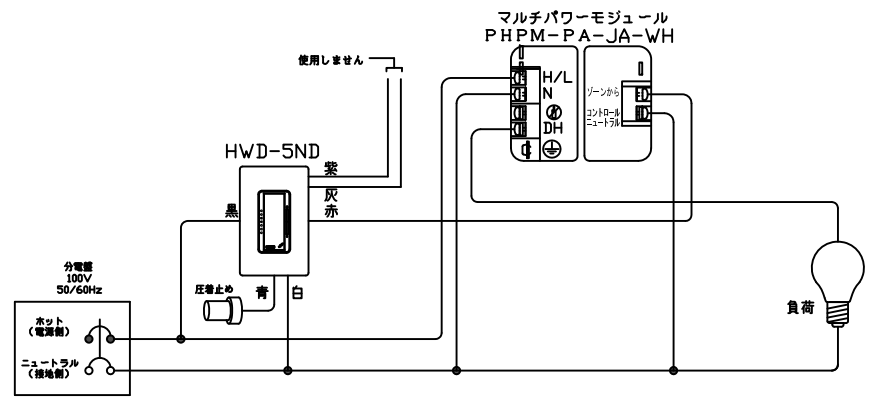 マルチパワーモジュール
PHPM-PA-JA-WH
使用しません
H/L
N
DH
ゾーンから
コントロール
ニュートラル
HWD-5ND
紫
灰
赤
黒
分電盤
100V
50/60Hz
圧着止め
青
白
ホット
(電源側)
ニュートラル
(接地側)
負荷